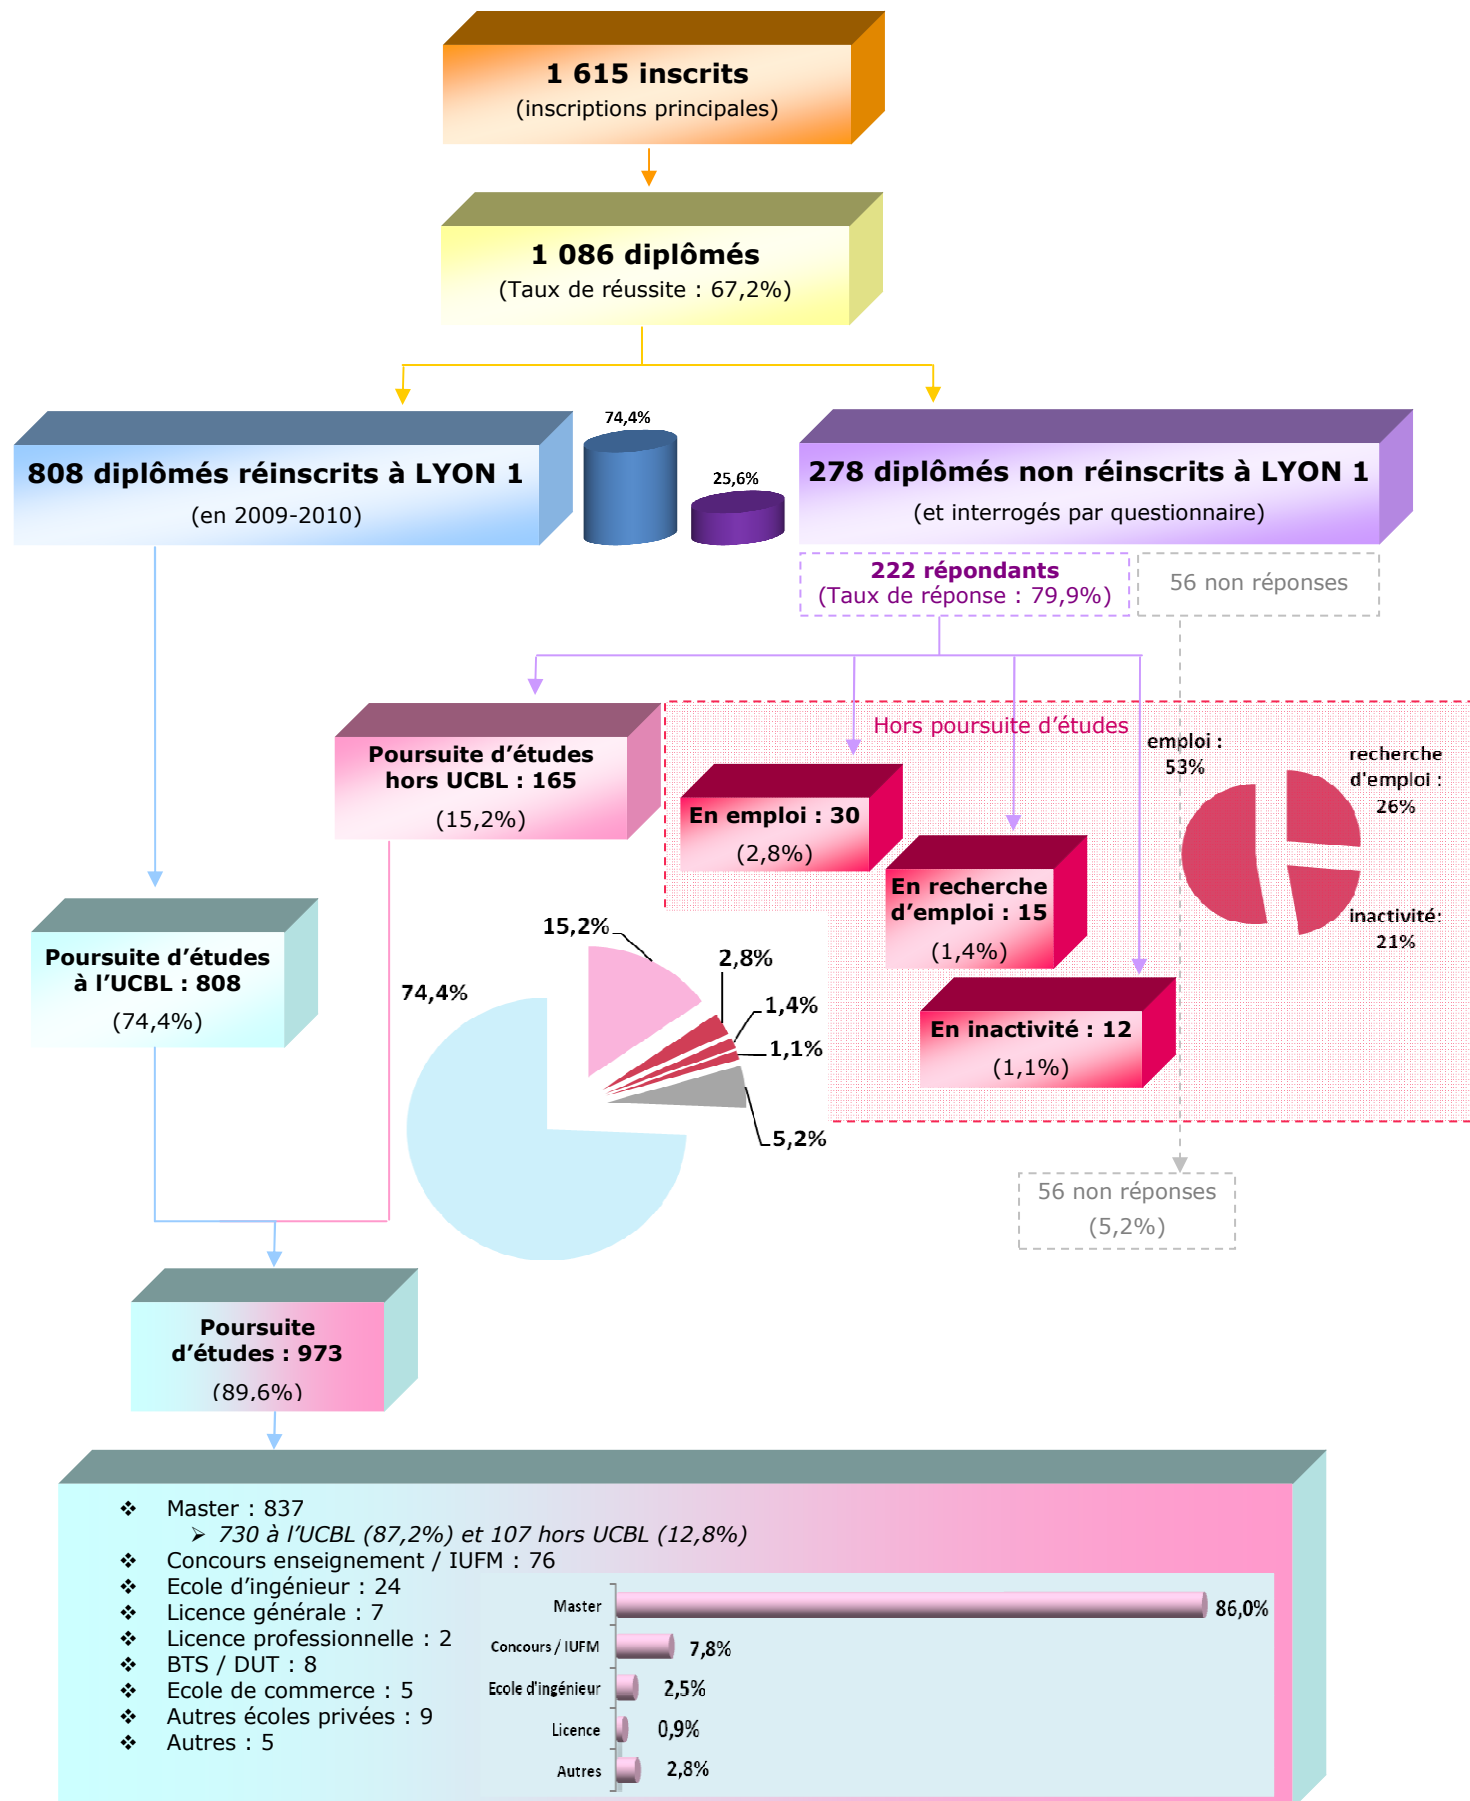 1 615 inscrits
(inscriptions principales)
1 086 diplômés
(Taux de réussite : 67,2%)
808 diplômés réinscrits à LYON 1
(en 2009-2010)
74,4%
25,6%
278 diplômés non réinscrits à LYON 1
(et interrogés par questionnaire)
222 répondants
(Taux de réponse : 79,9%)
56 non réponses
Poursuite d’études
hors UCBL : 165
(15,2%)
Hors poursuite d’études
En emploi : 30
(2,8%)
En recherche
d’emploi : 15
(1,4%)
En inactivité : 12
(1,1%)
emploi :
53%
recherche
d'emploi :
26%
inactivité:
21%
Poursuite d’études
à l’UCBL : 808
(74,4%)
15,2%
2,8%
74,4%
1,4%
1,1%
5,2%
56 non réponses
(5,2%)
Poursuite
d’études : 973
(89,6%)
❖ Master : 837
➢ 730 à l’UCBL (87,2%) et 107 hors UCBL (12,8%)
❖ Concours enseignement / IUFM : 76
❖ Ecole d’ingénieur : 24
❖ Licence générale : 7
❖ Licence professionnelle : 2
❖ BTS / DUT : 8
❖ Ecole de commerce : 5
❖ Autres écoles privées : 9
❖ Autres : 5
Master 86,0%
Concours / IUFM 7,8%
Ecole d'ingénieur 2,5%
Licence 0,9%
Autres 2,8%